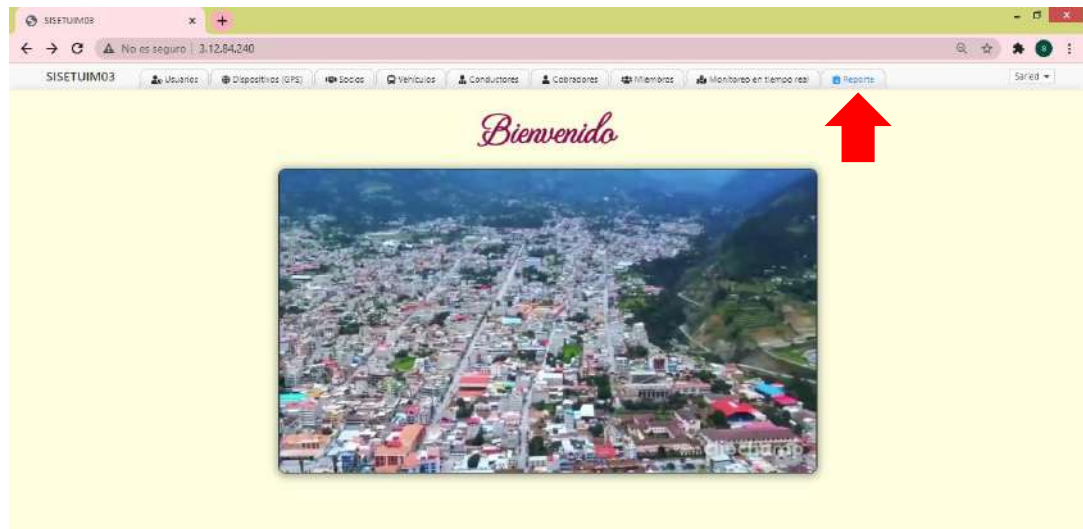 SISETUIM03
No es seguro | 3.12.84.240
SISETUIM03 Usuarios Dispositivos (GPS) Socios Vehículos Conductores Cobradores Miembros Monitoreo en tiempo real Reporte Saried
Bienvenido